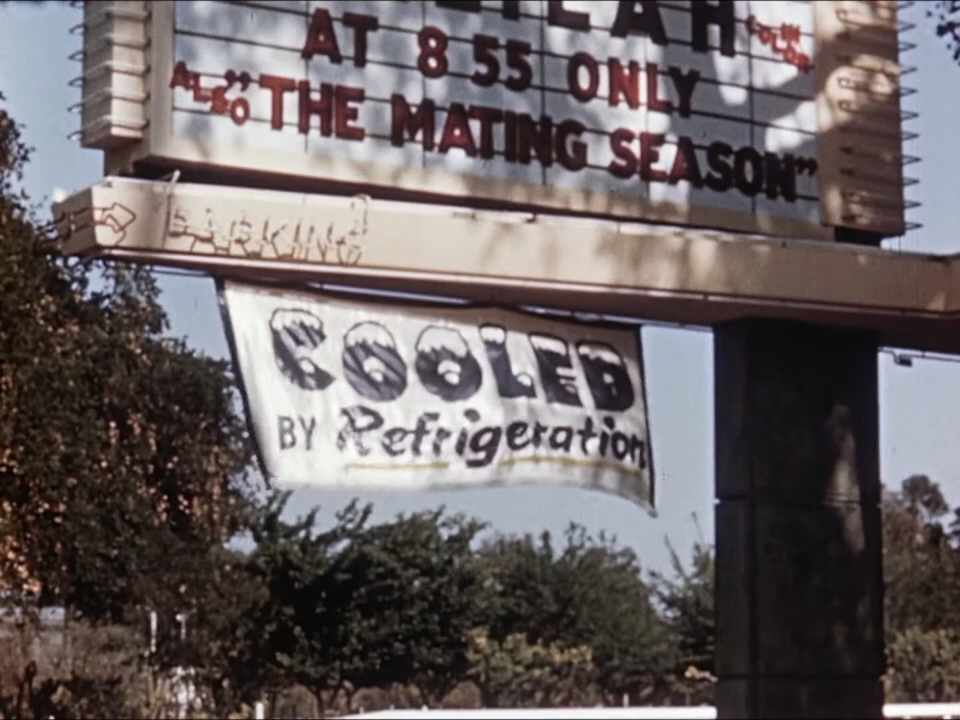 AT 8 55 ONLY
ALSO "THE MATING SEASON"
PARKING
COOLED
BY Refrigeration